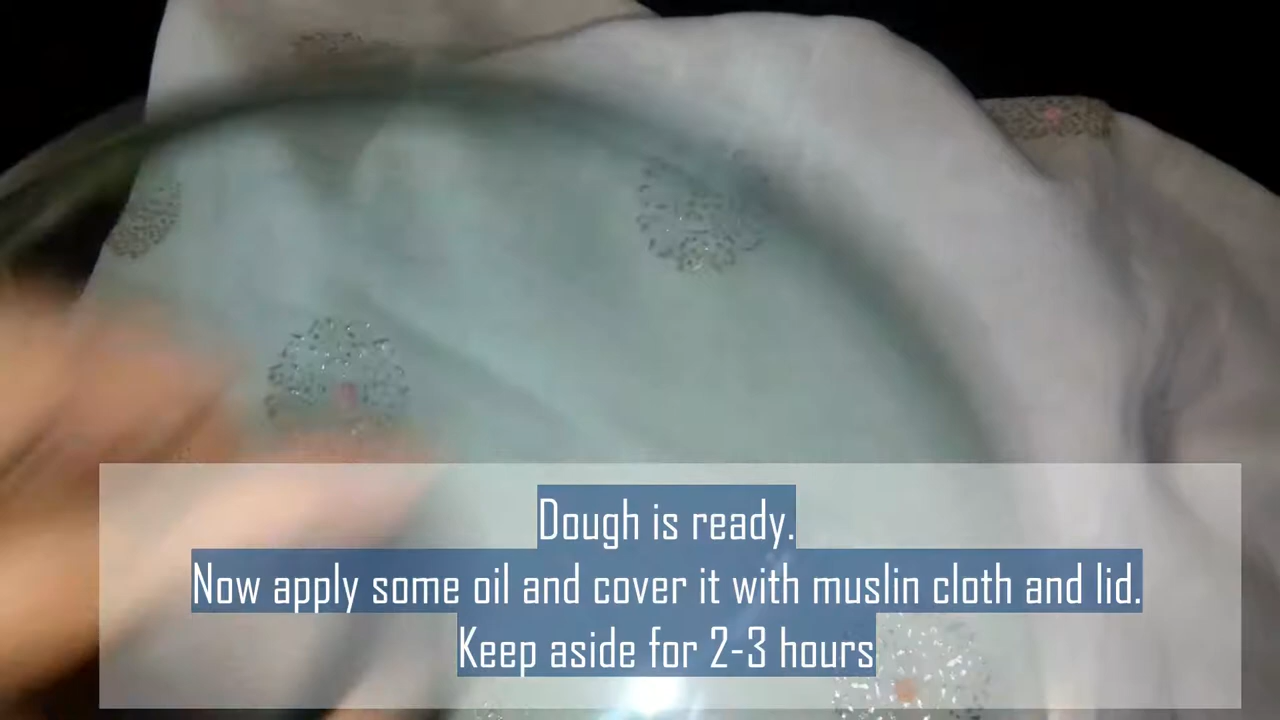 Dough is ready.
Now apply some oil and cover it with muslin cloth and lid.
Keep aside for 2-3 hours